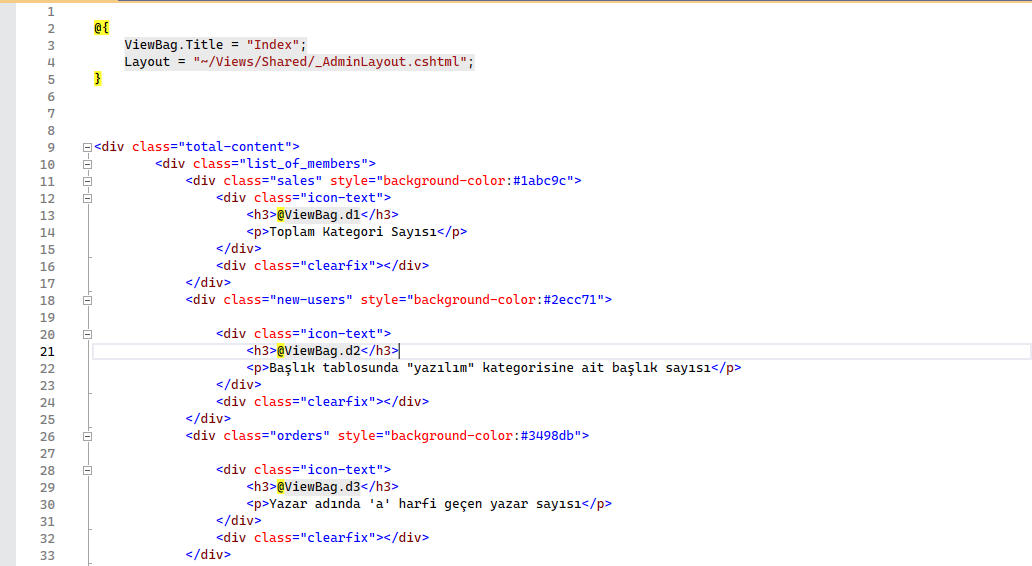 1
2 @{
3 ViewBag.Title = "Index";
4 Layout = "~/Views/Shared/_AdminLayout.cshtml";
5 }
6
7
8
9 <div class="total-content">
10 <div class="list_of_members">
11 <div class="sales" style="background-color:#1abc9c">
12 <div class="icon-text">
13 <h3>@ViewBag.d1</h3>
14 <p>Toplam Kategori Sayısı</p>
15 </div>
16 <div class="clearfix"></div>
17 </div>
18 <div class="new-users" style="background-color:#2ecc71">
19
20 <div class="icon-text">
21 <h3>@ViewBag.d2</h3>
22 <p>Başlık tablosunda "yazılım" kategorisine ait başlık sayısı</p>
23 </div>
24 <div class="clearfix"></div>
25 </div>
26 <div class="orders" style="background-color:#3498db">
27
28 <div class="icon-text">
29 <h3>@ViewBag.d3</h3>
30 <p>Yazar adında 'a' harfi geçen yazar sayısı</p>
31 </div>
32 <div class="clearfix"></div>
33 </div>